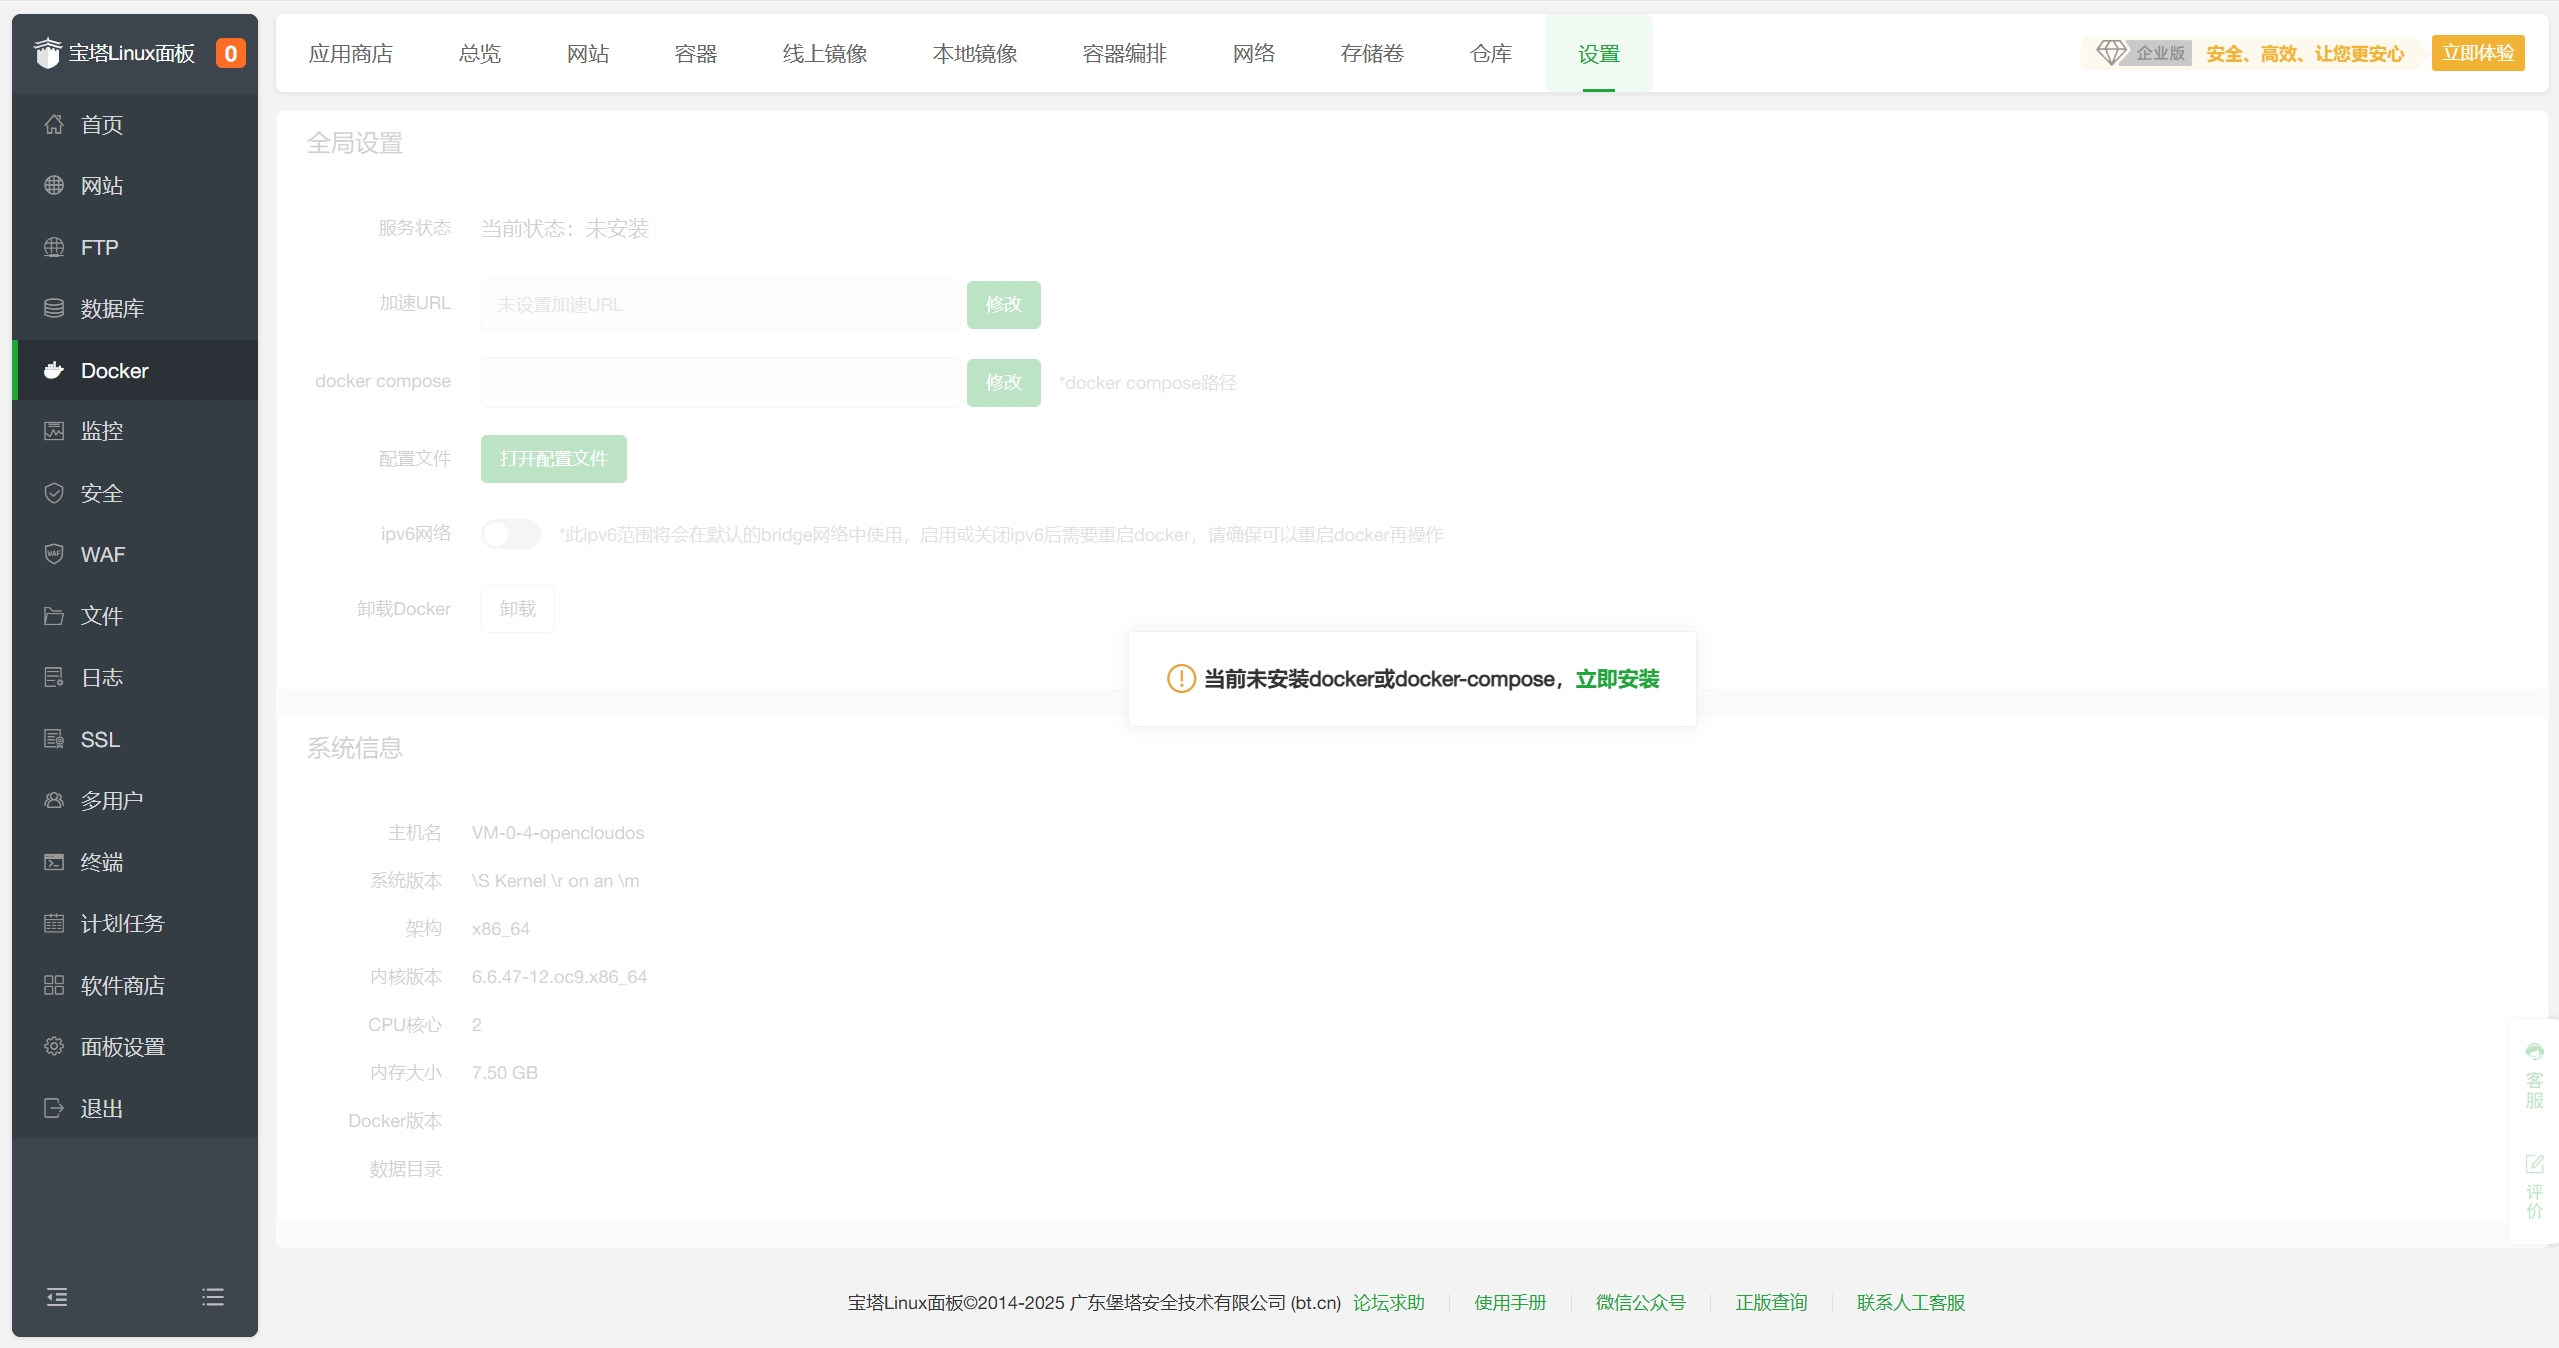 宝塔Linux面板 0
首页
网站
FTP
数据库
Docker
监控
安全
WAF
文件
日志
SSL
多用户
终端
计划任务
软件商店
面板设置
退出
应用商店 总览 网站 容器 线上镜像 本地镜像 容器编排 网络 存储卷 仓库 设置
企业版 安全、高效、让您更安心 立即体验
全局设置
服务状态 当前状态：未安装
加速URL 未设置加速URL 修改
docker compose 修改 *docker compose路径
配置文件 打开配置文件
ipv6网络 *此ipv6范围将会在默认的bridge网络中使用，启用或关闭ipv6后需要重启docker，请确保可以重启docker再操作
卸载Docker 卸载
当前未安装docker或docker-compose，立即安装
系统信息
主机名 VM-0-4-opencloudos
系统版本 \S Kernel \r on an \m
架构 x86_64
内核版本 6.6.47-12.oc9.x86_64
CPU核心 2
内存大小 7.50 GB
Docker版本
数据目录
客服
评价
宝塔Linux面板©2014-2025 广东堡塔安全技术有限公司 (bt.cn) 论坛求助 使用手册 微信公众号 正版查询 联系人工客服